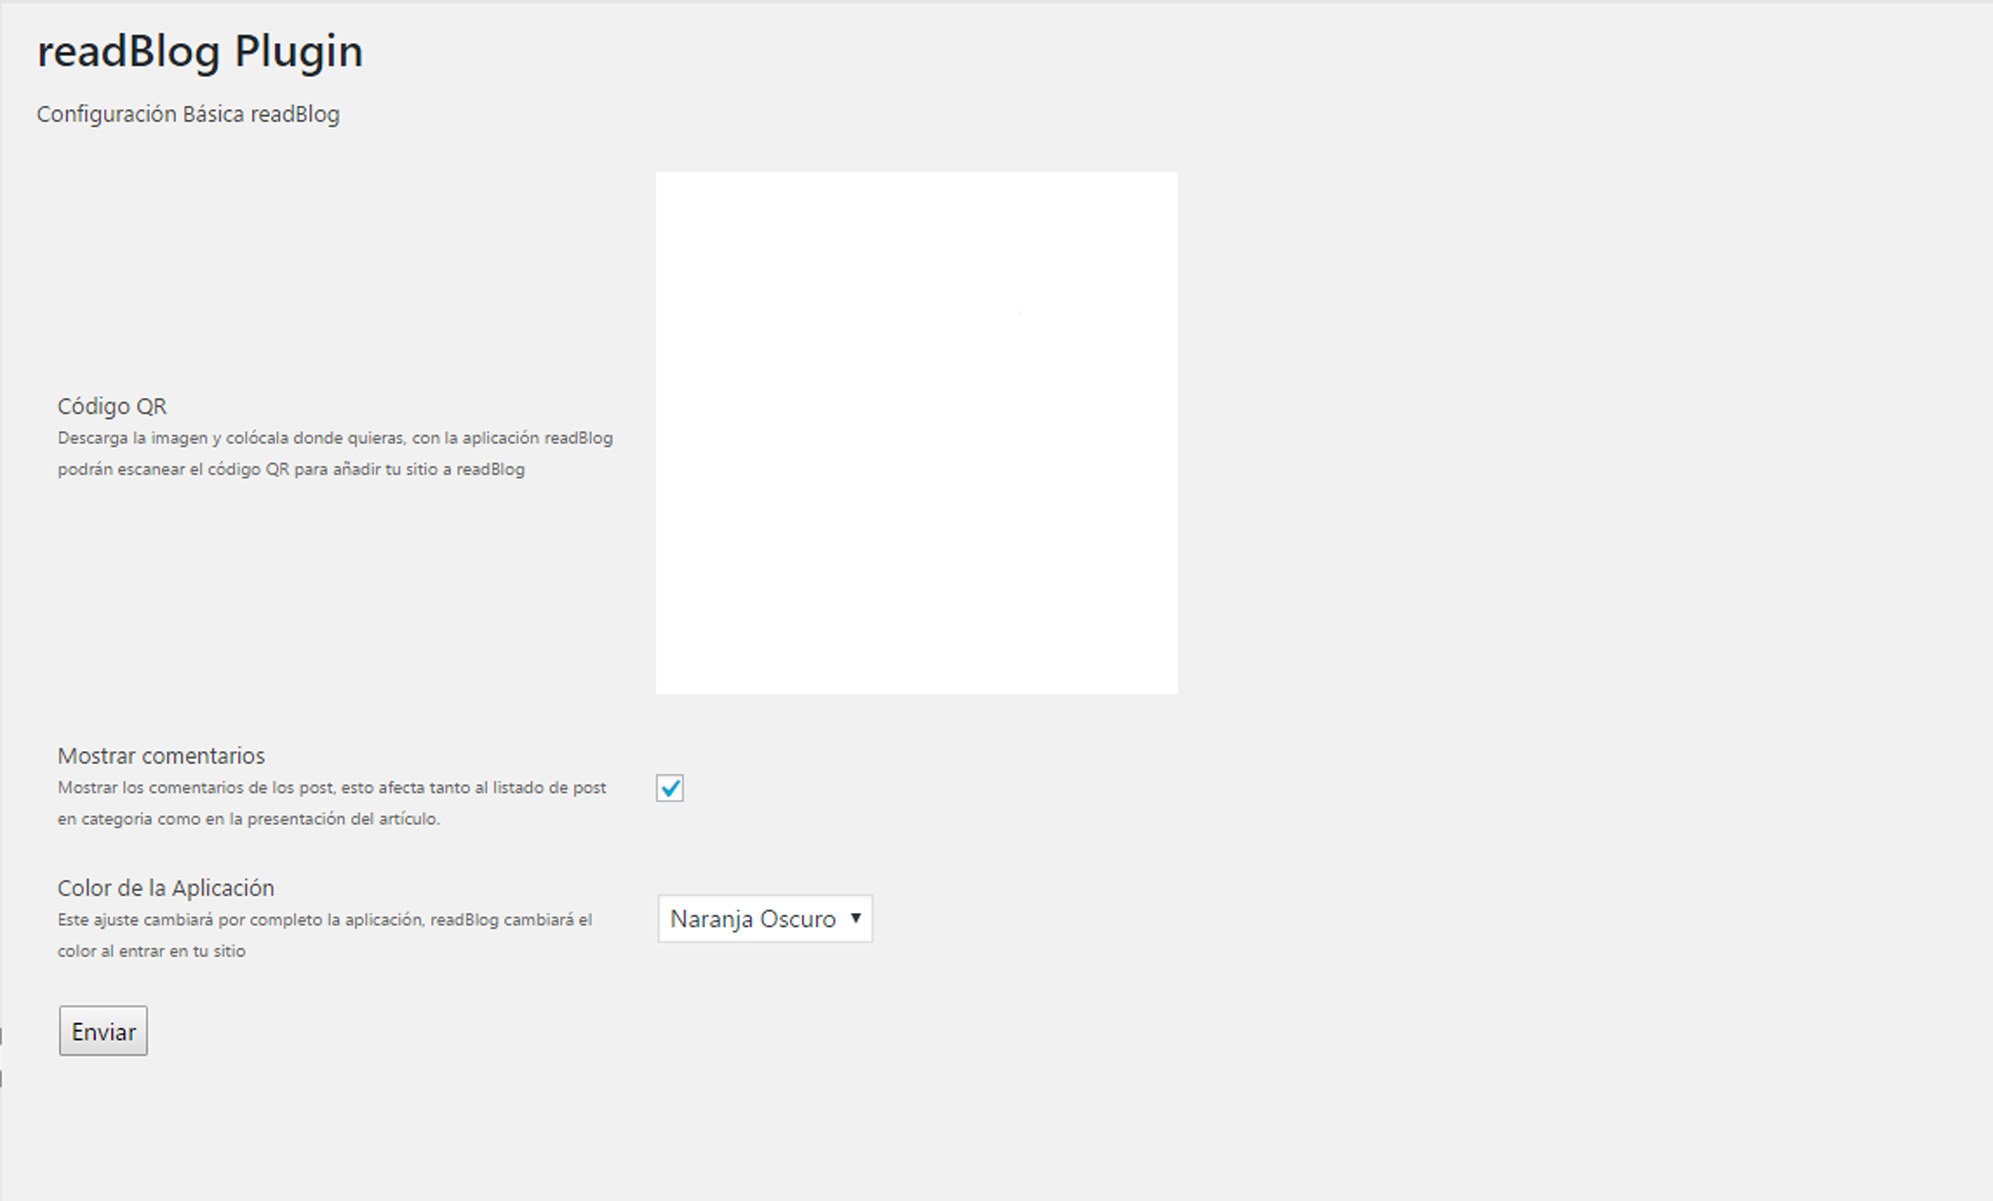 readBlog Plugin
Configuración Básica readBlog
Código QR
Descarga la imagen y colócala donde quieras, con la aplicación readBlog
podrán escanear el código QR para añadir tu sitio a readBlog
Mostrar comentarios
Mostrar los comentarios de los post, esto afecta tanto al listado de post
en categoria como en la presentación del artículo.
Color de la Aplicación
Este ajuste cambiará por completo la aplicación, readBlog cambiará el
color al entrar en tu sitio
Naranja Oscuro
Enviar